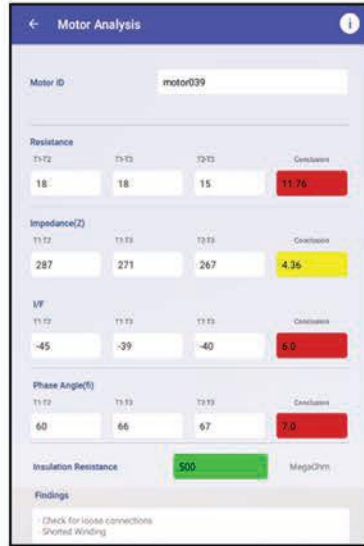 ← Motor Analysis i
Motor ID motor039
Resistance
T1-T2 T1-T3 T2-T3 Conclusion
18 18 15 11.76
Impedance(Z)
T1-T2 T1-T3 T2-T3 Conclusion
287 271 267 4.36
I/F
T1-T2 T1-T3 T2-T3 Conclusion
-45 -39 -40 6.0
Phase Angle(fi)
T1-T2 T1-T3 T2-T3 Conclusion
60 66 67 7.0
Insulation Resistance 500 MegaOhm
Findings
- Check for loose connections
- Shorted Winding